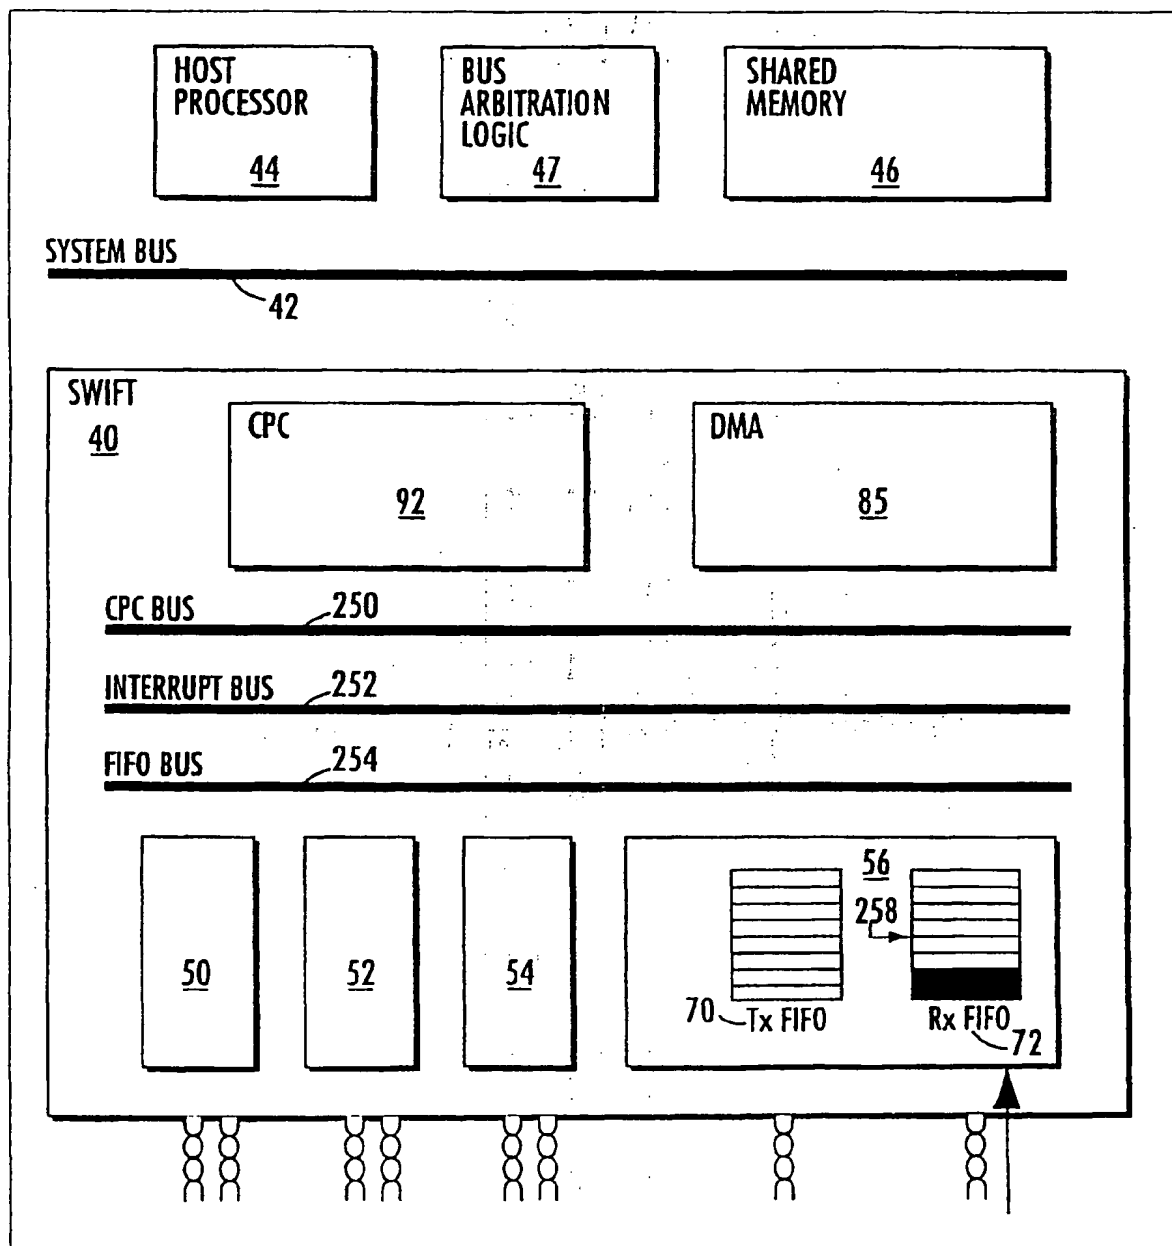 HOST
PROCESSOR
44
BUS
ARBITRATION
LOGIC
47
SHARED
MEMORY
46
SYSTEM BUS
42
SWIFT
40
CPC
92
DMA
85
CPC BUS
250
INTERRUPT BUS
252
FIFO BUS
254
50
52
54
56
258
70
Tx FIFO
Rx FIFO
72